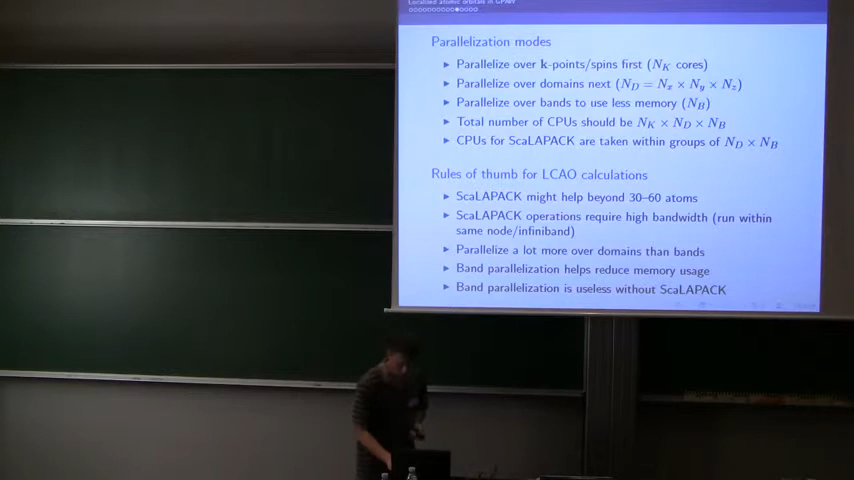 Localized atomic orbitals in GPAW
Parallelization modes
▶ Parallelize over k-points/spins first (N_K cores)
▶ Parallelize over domains next (N_D = N_x × N_y × N_z)
▶ Parallelize over bands to use less memory (N_B)
▶ Total number of CPUs should be N_K × N_D × N_B
▶ CPUs for ScaLAPACK are taken within groups of N_D × N_B
Rules of thumb for LCAO calculations
▶ ScaLAPACK might help beyond 30–60 atoms
▶ ScaLAPACK operations require high bandwidth (run within
same node/infiniband)
▶ Parallelize a lot more over domains than bands
▶ Band parallelization helps reduce memory usage
▶ Band parallelization is useless without ScaLAPACK